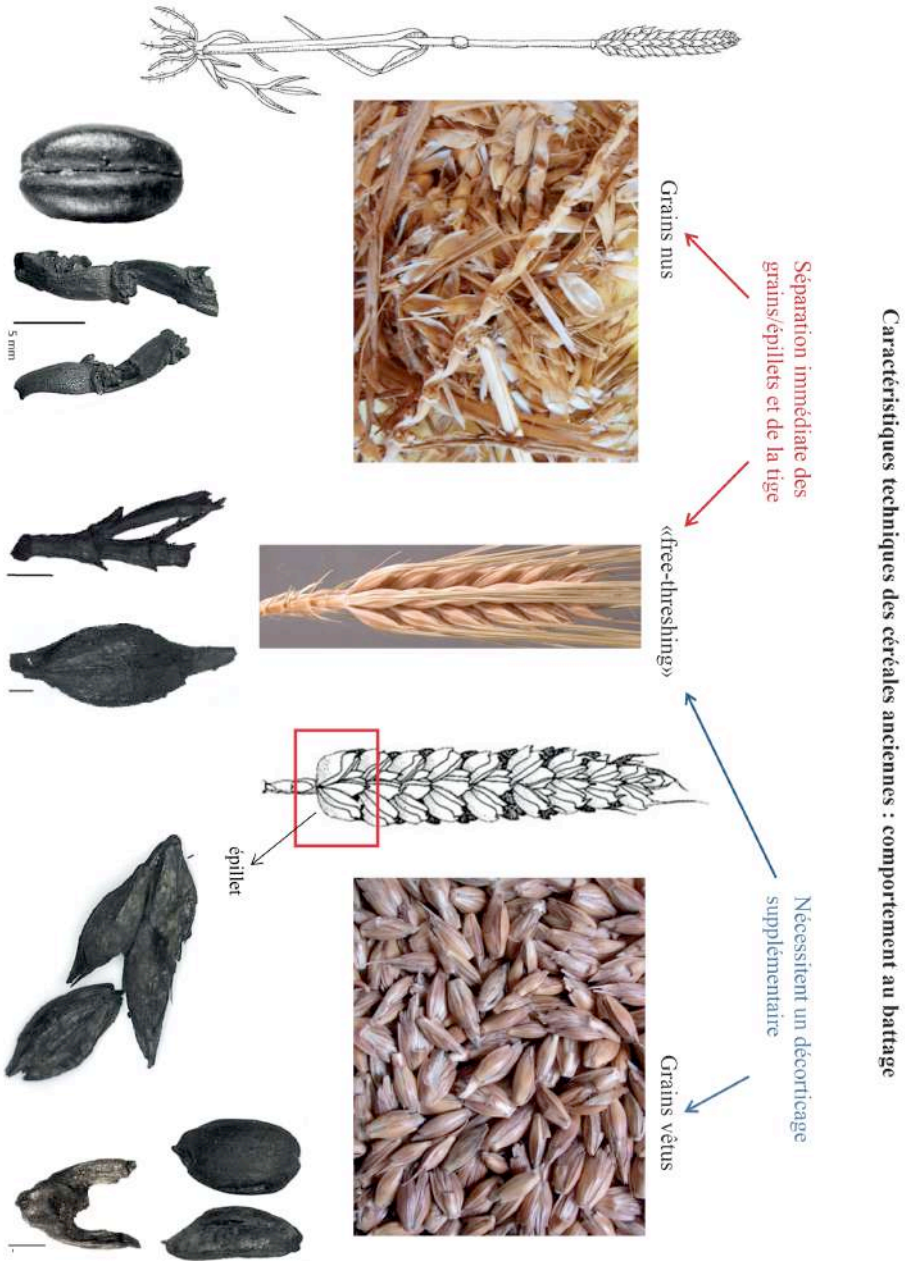 Caractéristiques techniques des céréales anciennes : comportement au battage
Séparation immédiate des
grains/épillets et de la tige
Nécessitent un décorticage
supplémentaire
Grains nus
«free-threshing»
Grains vêtus
épillet
5 mm